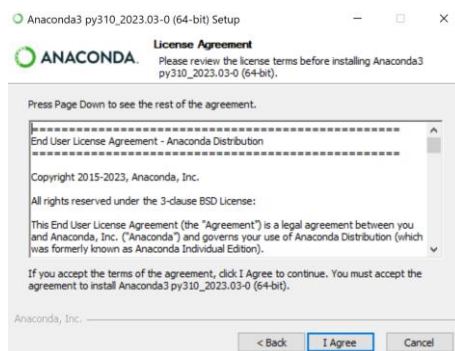 Anaconda3 py310_2023.03-0 (64-bit) Setup
ANACONDA.
License Agreement
Please review the license terms before installing Anaconda3
py310_2023.03-0 (64-bit).
Press Page Down to see the rest of the agreement.
====================================================
End User License Agreement - Anaconda Distribution
====================================================
Copyright 2015-2023, Anaconda, Inc.
All rights reserved under the 3-clause BSD License:
This End User License Agreement (the "Agreement") is a legal agreement between you
and Anaconda, Inc. ("Anaconda") and governs your use of Anaconda Distribution (which
was formerly known as Anaconda Individual Edition).
If you accept the terms of the agreement, click I Agree to continue. You must accept the
agreement to install Anaconda3 py310_2023.03-0 (64-bit).
Anaconda, Inc.
< Back I Agree Cancel